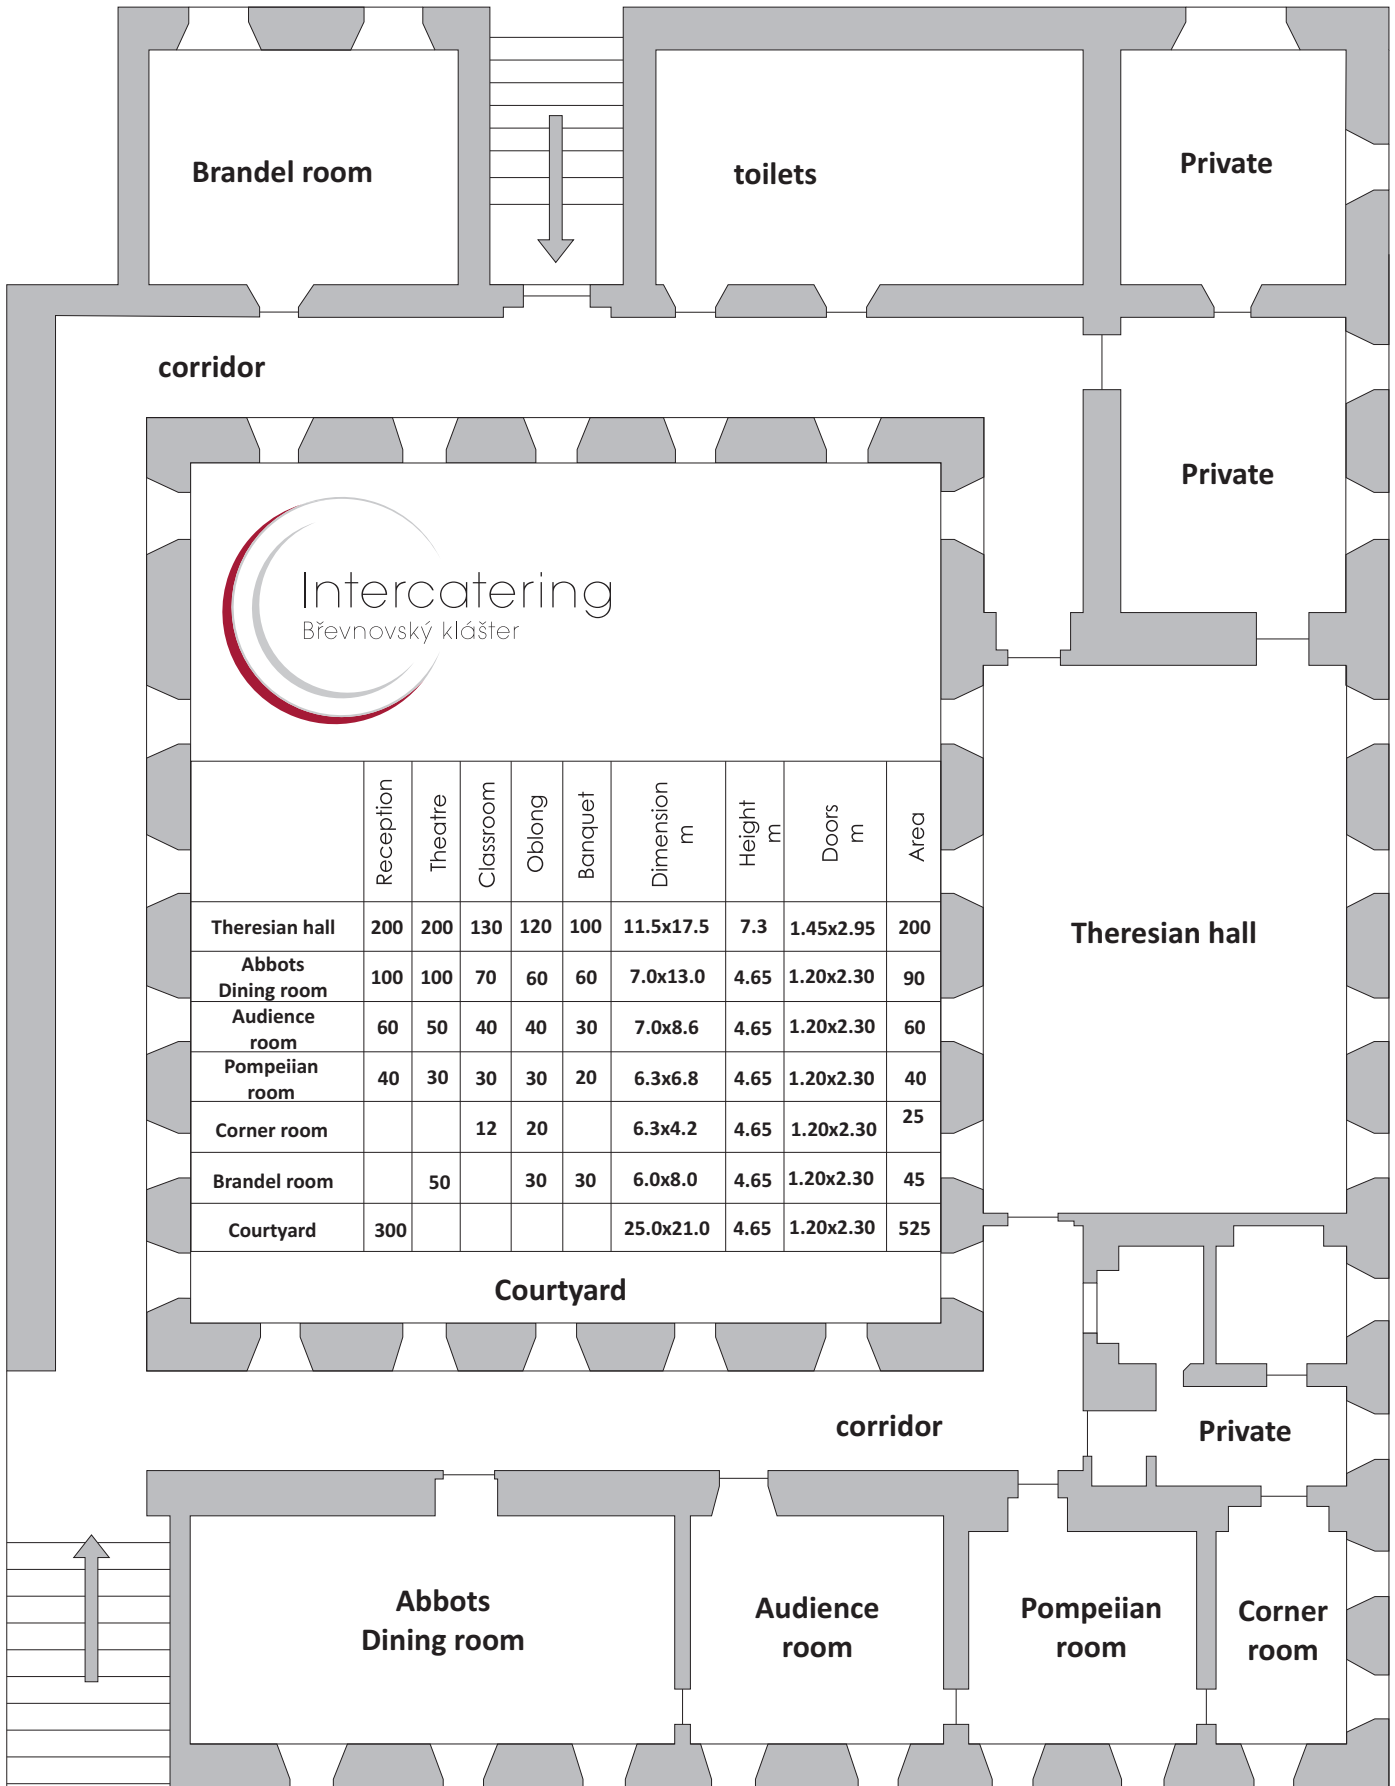 Brandel room
toilets
Private
corridor
Private
Intercatering
Břevnovský klášter
Reception Theatre Classroom Oblong Banquet Dimension m Height m Doors m Area
Theresian hall 200 200 130 120 100 11.5x17.5 7.3 1.45x2.95 200
Abbots
Dining room 100 100 70 60 60 7.0x13.0 4.65 1.20x2.30 90
Audience
room 60 50 40 40 30 7.0x8.6 4.65 1.20x2.30 60
Pompeiian
room 40 30 30 30 20 6.3x6.8 4.65 1.20x2.30 40
Corner room 12 20 6.3x4.2 4.65 1.20x2.30 25
Brandel room 50 30 30 6.0x8.0 4.65 1.20x2.30 45
Courtyard 300 25.0x21.0 4.65 1.20x2.30 525
Theresian hall
Courtyard
corridor
Private
Abbots
Dining room
Audience
room
Pompeiian
room
Corner
room